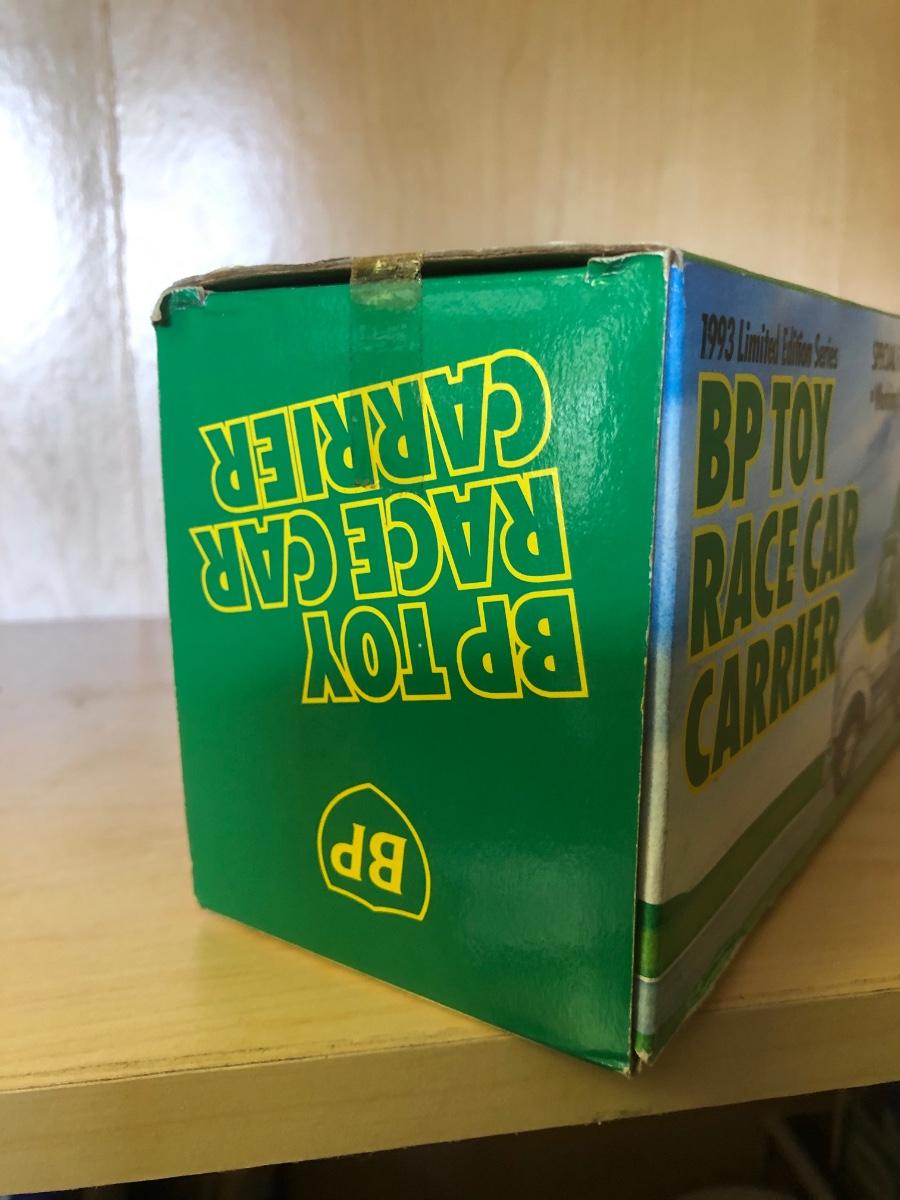 BP
BP TOY
RACE CAR
CARRIER
1993 Limited Edition Series
BP TOY
RACE CAR
CARRIER